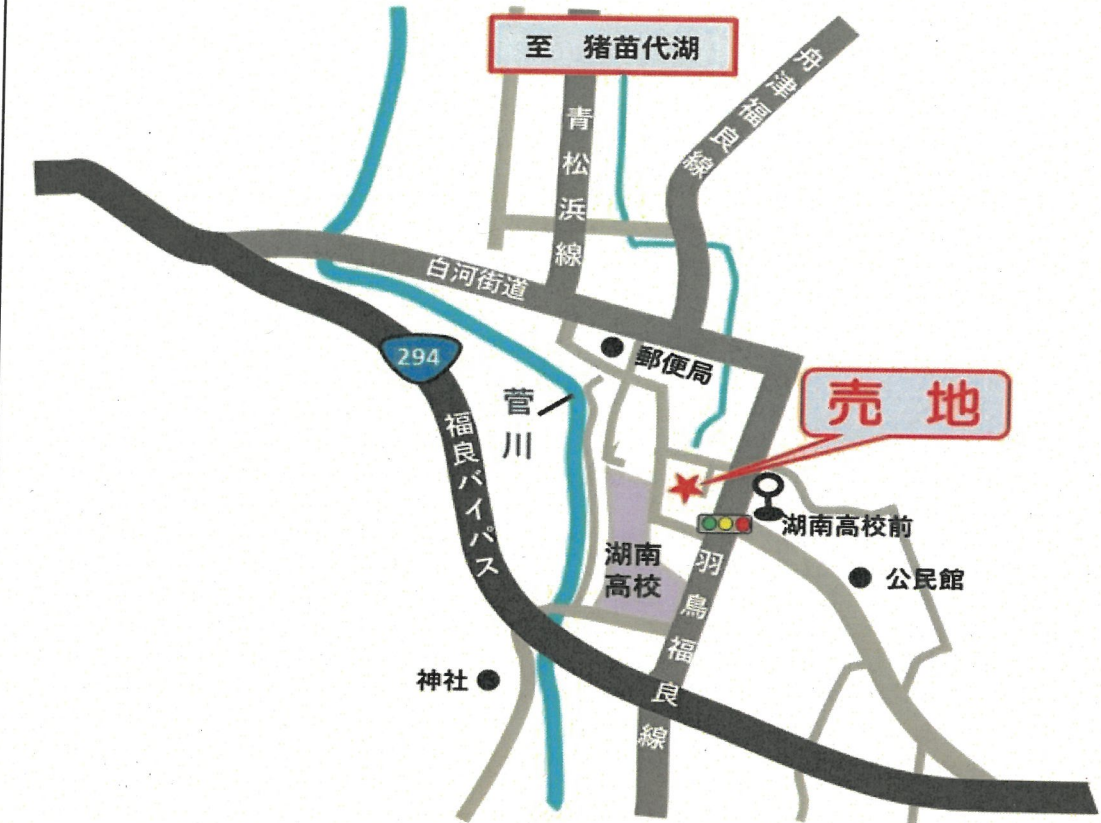 至 猪苗代湖
舟津福良線
青松浜線
白河街道
294
郵便局
売地
菅川
福良バイパス
湖南高校前
湖南
高校
羽鳥福良線
公民館
神社